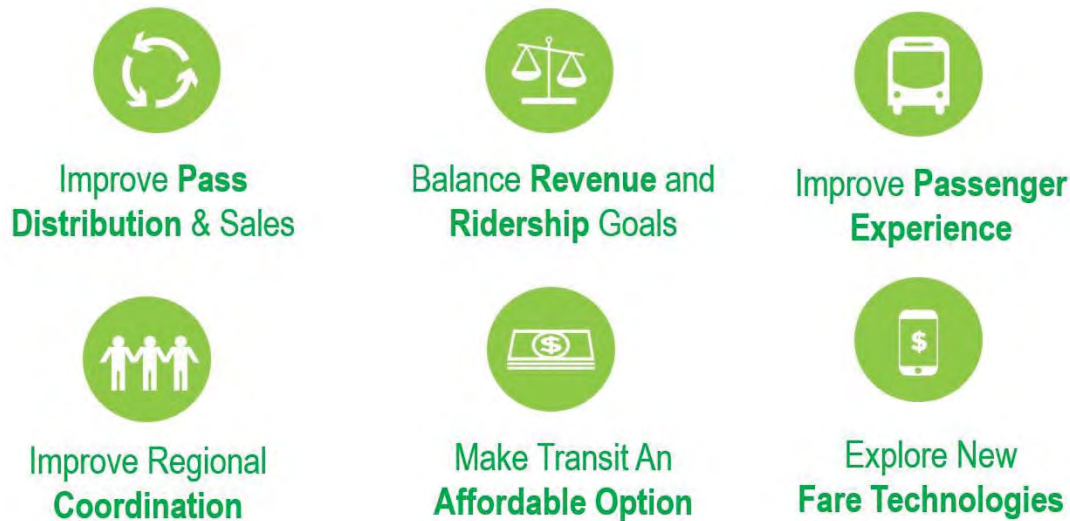 Improve Pass
Distribution & Sales
Balance Revenue and
Ridership Goals
Improve Passenger
Experience
Improve Regional
Coordination
$
Make Transit An
Affordable Option
$
Explore New
Fare Technologies